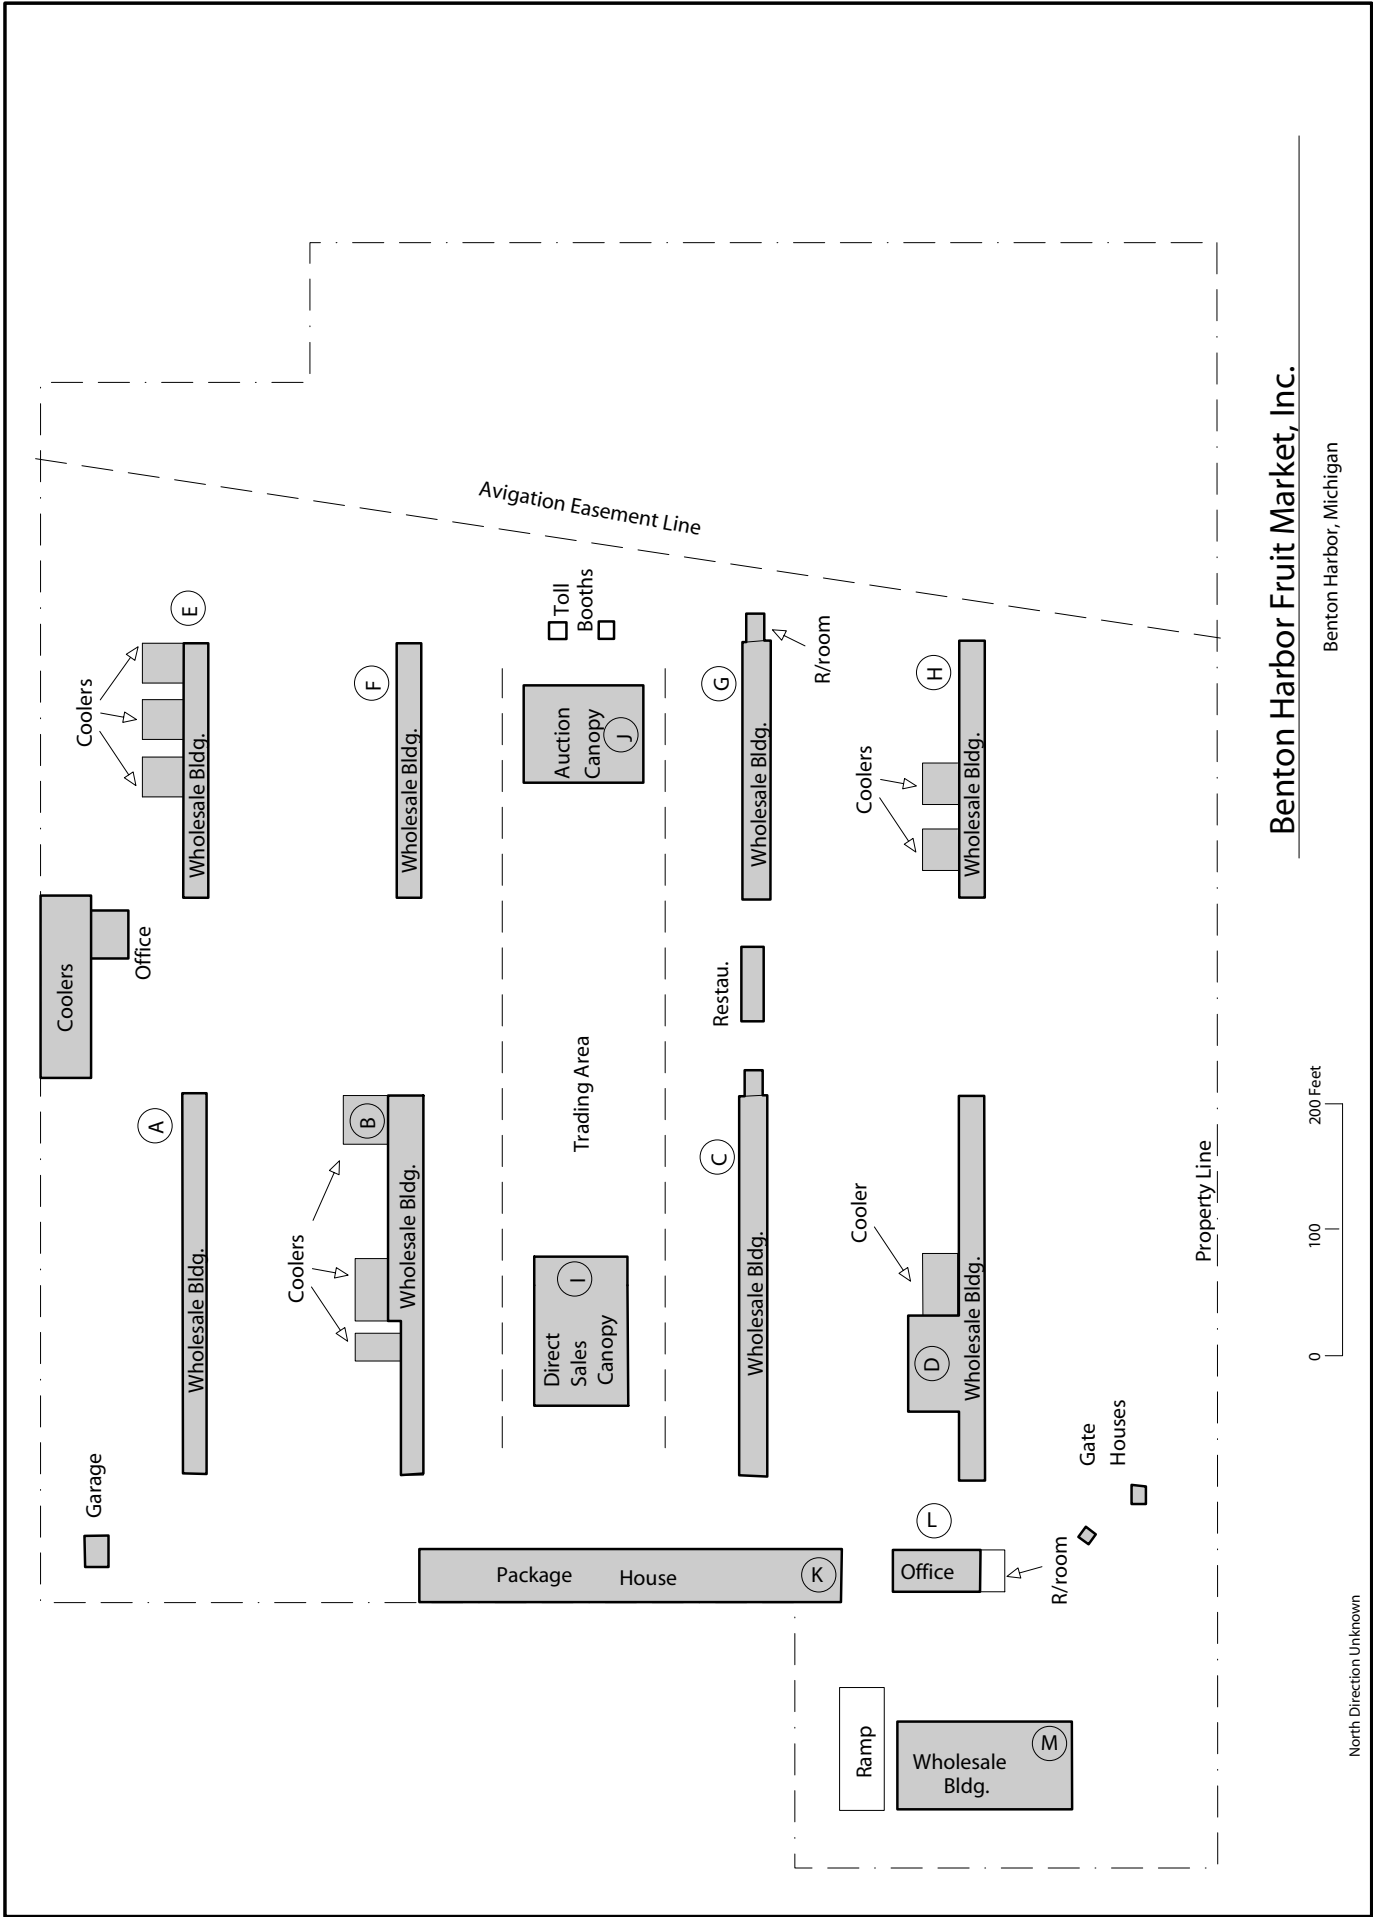 Coolers
E
Wholesale Bldg.
F
Wholesale Bldg.
Avigation Easement Line
Toll
Booths
Auction
Canopy
J
G
Wholesale Bldg.
R/room
H
Coolers
Wholesale Bldg.
Coolers
Office
Restau.
A
Wholesale Bldg.
B
Coolers
Wholesale Bldg.
Trading Area
I
Direct
Sales
Canopy
C
Wholesale Bldg.
Cooler
D
Wholesale Bldg.
Garage
Package House
K
L
Office
R/room
Gate
Houses
Property Line
Ramp
Wholesale
Bldg.
M
Benton Harbor Fruit Market, Inc.
Benton Harbor, Michigan
0 100 200 Feet
North Direction Unknown